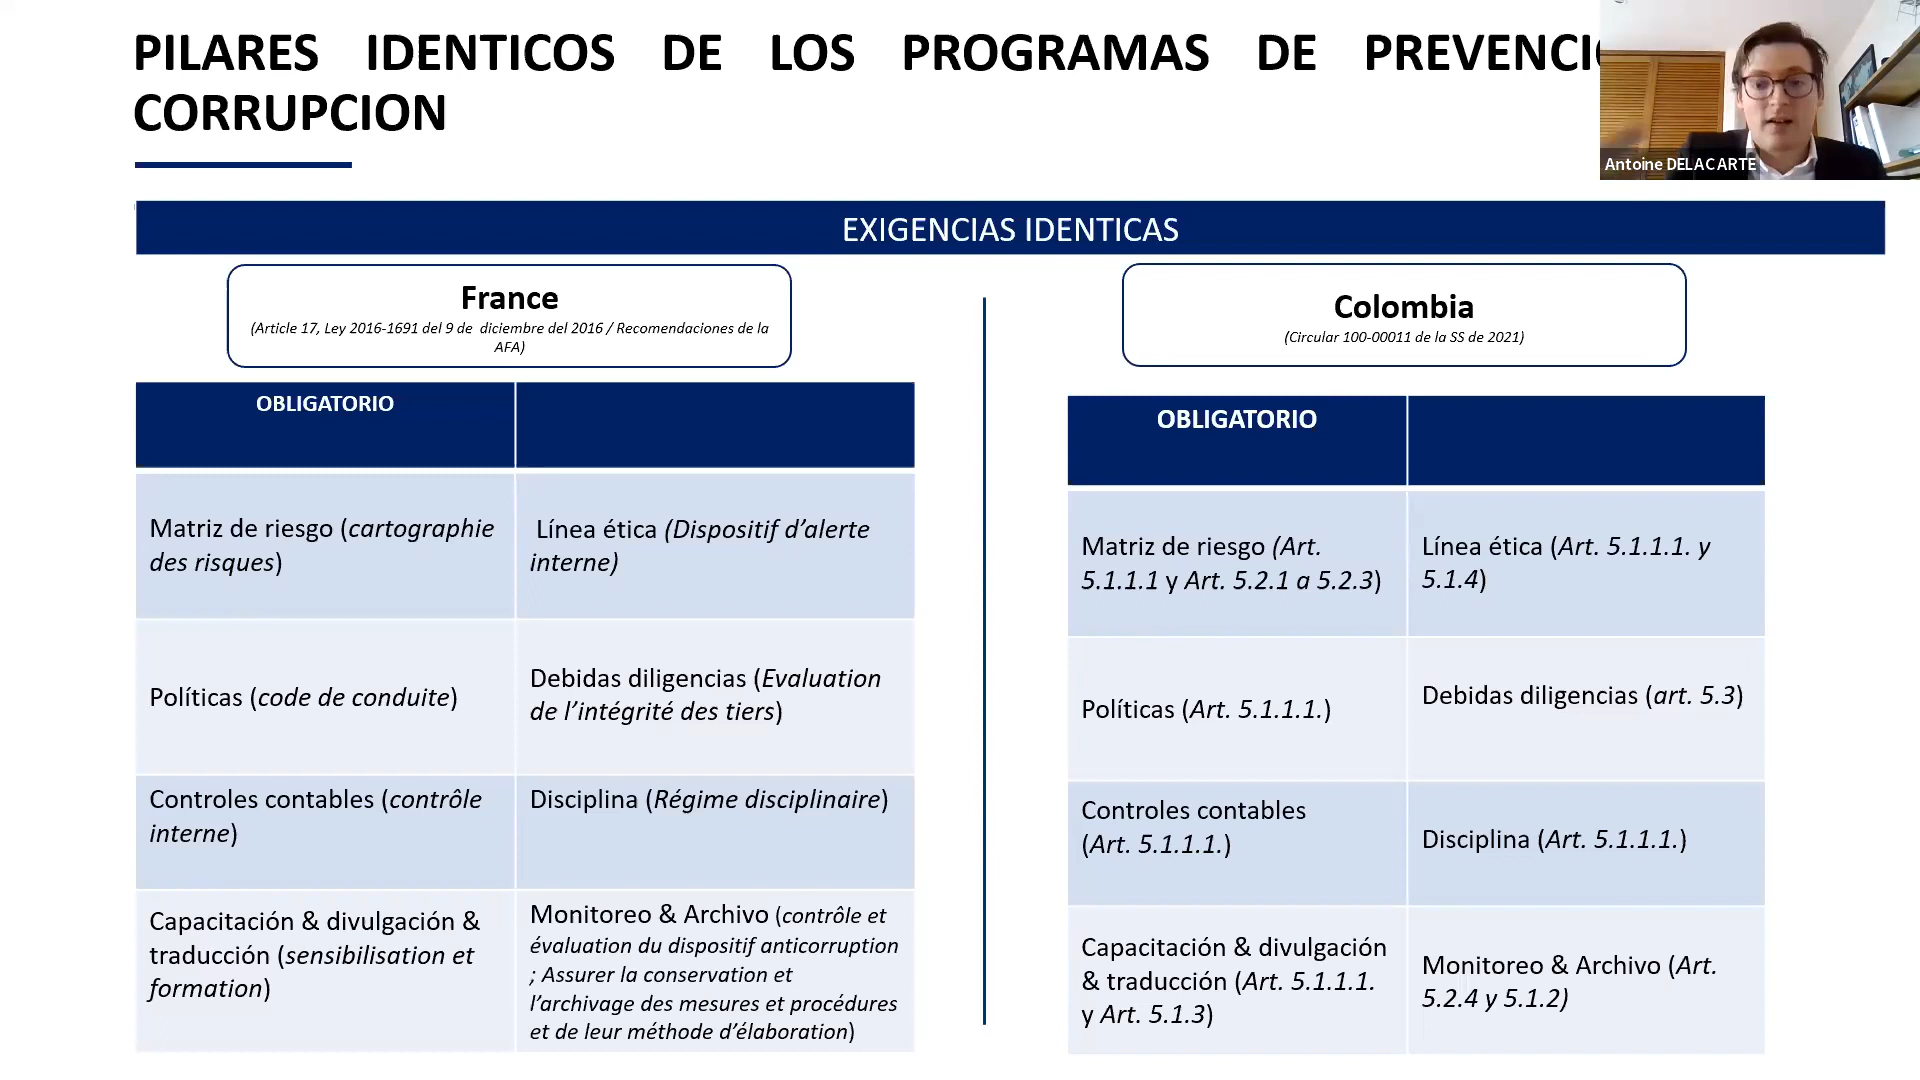 PILARES IDENTICOS DE LOS PROGRAMAS DE
CORRUPCION
Antoine DELACARTE
EXIGENCIAS IDENTICAS
France
(Article 17, Ley 2016-1691 del 9 de diciembre del 2016 / Recomendaciones de la
AFA)
OBLIGATORIO
Matriz de riesgo (cartographie
des risques)
Línea ética (Dispositif d’alerte
interne)
Políticas (code de conduite)
Debidas diligencias (Evaluation
de l’intégrité des tiers)
Controles contables (contrôle
interne)
Disciplina (Régime disciplinaire)
Capacitación & divulgación &
traducción (sensibilisation et
formation)
Monitoreo & Archivo (contrôle et
évaluation du dispositif anticorruption
; Assurer la conservation et
l’archivage des mesures et procédures
et de leur méthode d’élaboration)
Colombia
(Circular 100-00011 de la SS de 2021)
OBLIGATORIO
Matriz de riesgo (Art.
5.1.1.1 y Art. 5.2.1 a 5.2.3)
Línea ética (Art. 5.1.1.1. y
5.1.4)
Políticas (Art. 5.1.1.1.)
Debidas diligencias (art. 5.3)
Controles contables
(Art. 5.1.1.1.)
Disciplina (Art. 5.1.1.1.)
Capacitación & divulgación
& traducción (Art. 5.1.1.1.
y Art. 5.1.3)
Monitoreo & Archivo (Art.
5.2.4 y 5.1.2)